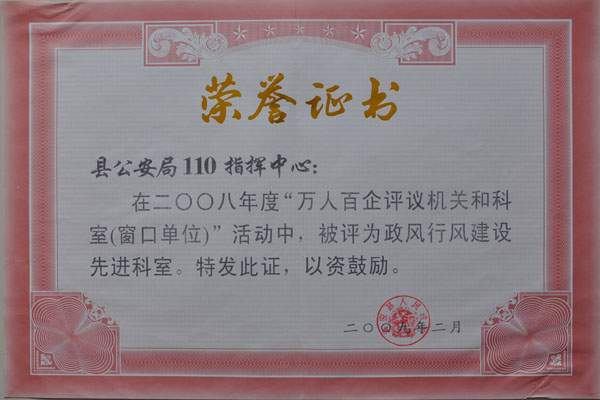 荣誉证书
县公安局110指挥中心：
在二〇〇八年度“万人百企评议机关和科
室(窗口单位)”活动中，被评为政风行风建设
先进科室。特发此证，以资鼓励。
二〇〇九年二月